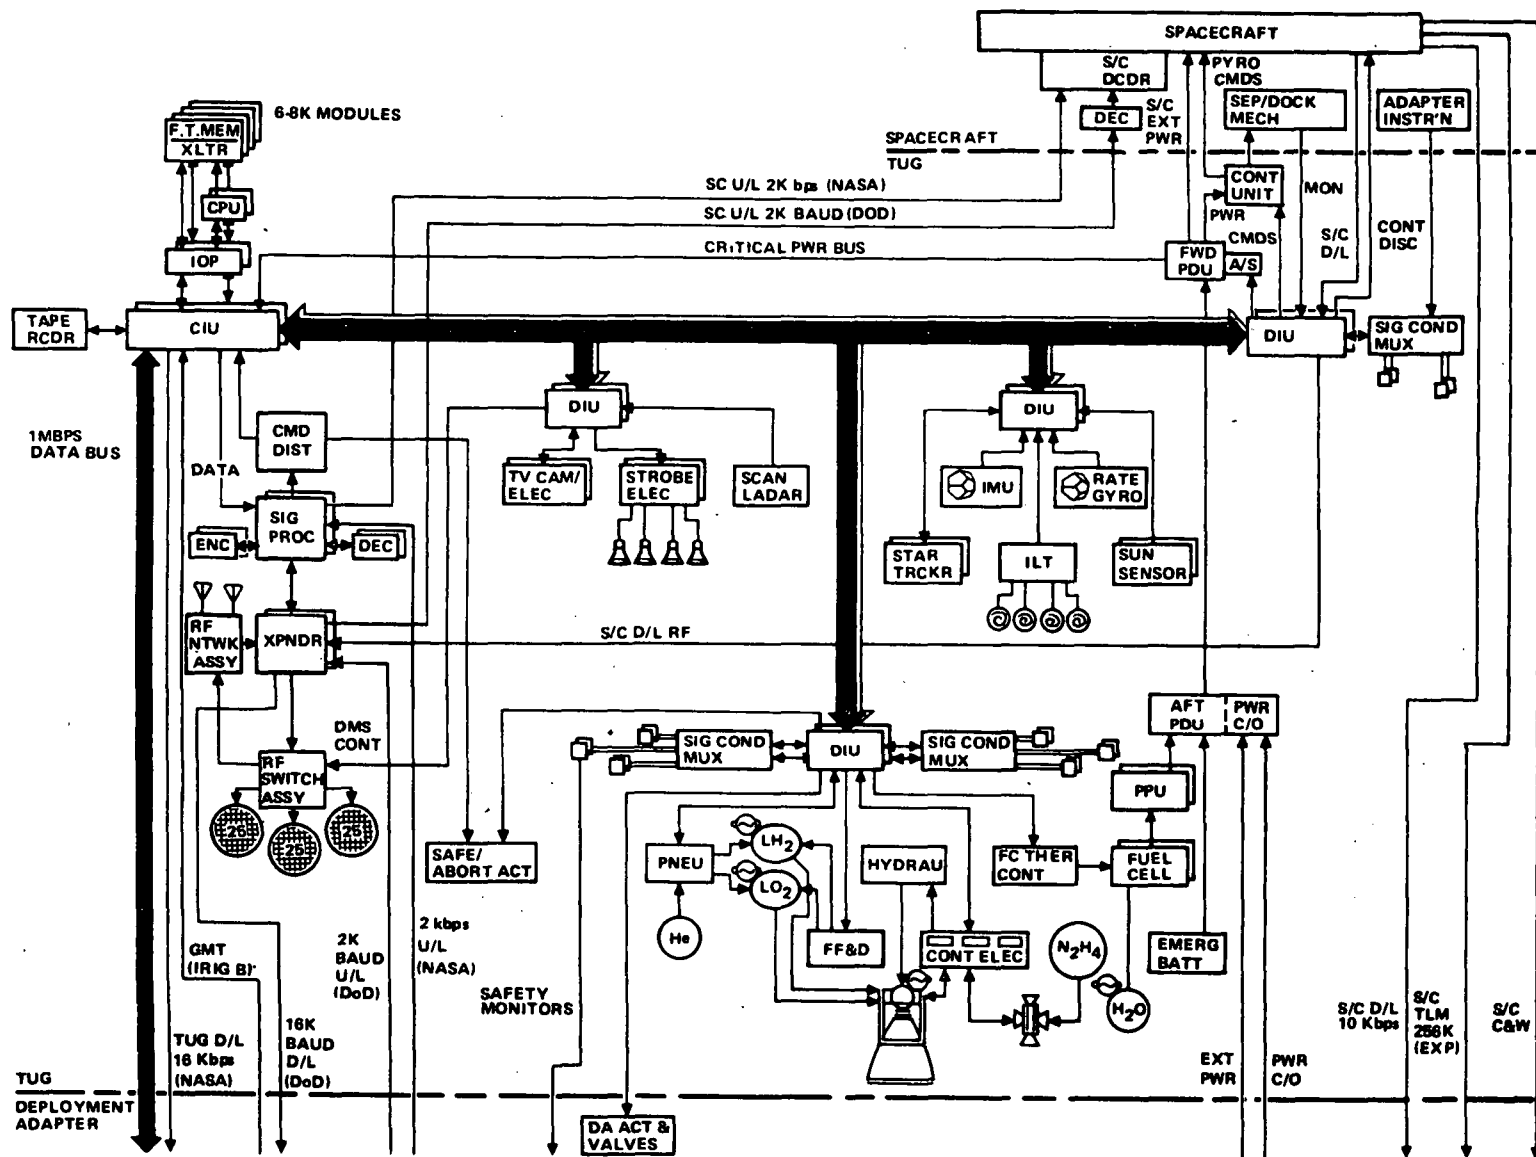 SPACECRAFT
S/C
DCDR
PYRO
CMDS
SEP/DOCK
MECH
ADAPTER
INSTR'N
DEC
S/C
EXT
PWR
SPACECRAFT
TUG
6-8K MODULES
F.T.MEM
XLTR
CPU
IOP
SC U/L 2K bps (NASA)
SC U/L 2K BAUD (DOD)
CRITICAL PWR BUS
CONT
UNIT
MON
PWR
CMDS
FWD
PDU
A/S
S/C
D/L
CONT
DISC
TAPE
RCDR
CIU
DIU
SIG COND
MUX
1MBPS
DATA BUS
CMD
DIST
DATA
SIG
PROC
ENC
DEC
DIU
TV CAM/
ELEC
STROBE
ELEC
SCAN
LADAR
DIU
IMU
RATE
GYRO
STAR
TRCKR
ILT
SUN
SENSOR
RF
NTWK
ASSY
XPNDR
S/C D/L RF
DMS
CONT
RF
SWITCH
ASSY
25
25
25
SIG COND
MUX
DIU
SIG COND
MUX
AFT
PDU
PWR
C/O
PPU
SAFE/
ABORT ACT
PNEU
LH2
LO2
HYDRAU
FC THER
CONT
FUEL
CELL
He
FF&D
CONT ELEC
N2H4
EMERG
BATT
H2O
GMT
(IRIG B)
2K
BAUD
U/L
(DoD)
2 kbps
U/L
(NASA)
SAFETY
MONITORS
TUG D/L
16 Kbps
(NASA)
16K
BAUD
D/L
(DoD)
EXT
PWR
PWR
C/O
S/C D/L
10 Kbps
S/C
TLM
256K
(EXP)
S/C
C&W
TUG
DEPLOYMENT
ADAPTER
DA ACT &
VALVES